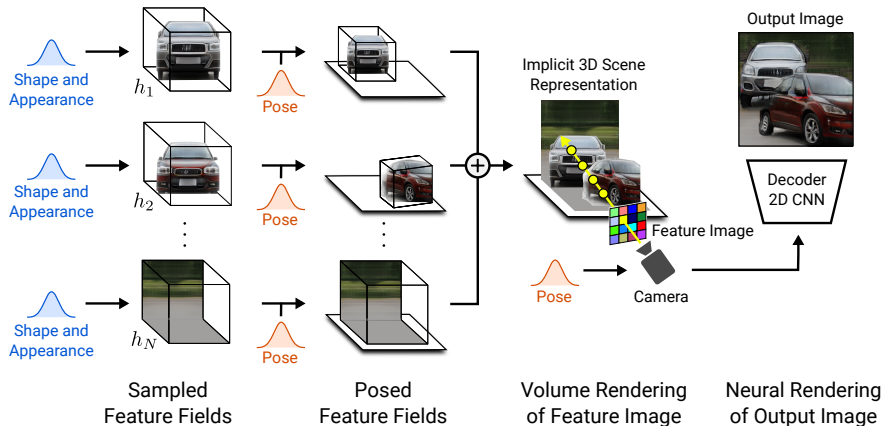 Shape and
Appearance
h1
Pose
Shape and
Appearance
h2
Pose
Shape and
Appearance
hN
Pose
Implicit 3D Scene
Representation
Feature Image
Pose
Camera
Output Image
Decoder
2D CNN
Sampled
Feature Fields
Posed
Feature Fields
Volume Rendering
of Feature Image
Neural Rendering
of Output Image